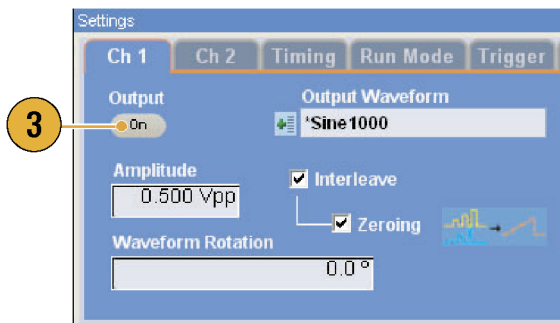 Settings
Ch 1 Ch 2 Timing Run Mode Trigger
Output Output Waveform
3 On *Sine1000
Amplitude
0.500 Vpp Interleave
Zeroing
Waveform Rotation
0.0 °